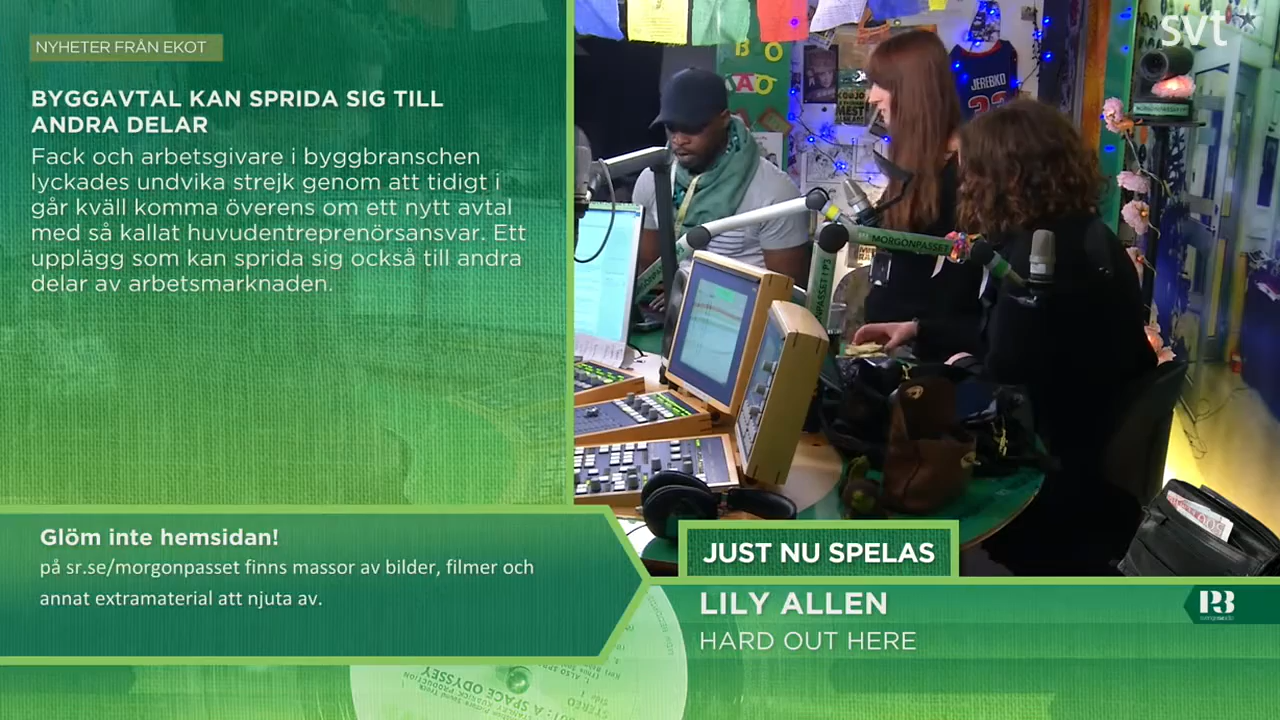 NYHETER FRÅN EKOT
BYGGAVTAL KAN SPRIDA SIG TILL
ANDRA DELAR
Fack och arbetsgivare i byggbranschen
lyckades undvika strejk genom att tidigt i
går kväll komma överens om ett nytt avtal
med så kallat huvudentreprenörsansvar. Ett
upplägg som kan sprida sig också till andra
delar av arbetsmarknaden.
svt
JEREBKO
MORGONPASSET
Glöm inte hemsidan!
på sr.se/morgonpasset finns massor av bilder, filmer och
annat extramaterial att njuta av.
JUST NU SPELAS
LILY ALLEN
HARD OUT HERE
P3
A SPACE ODYSSEY
STEREO